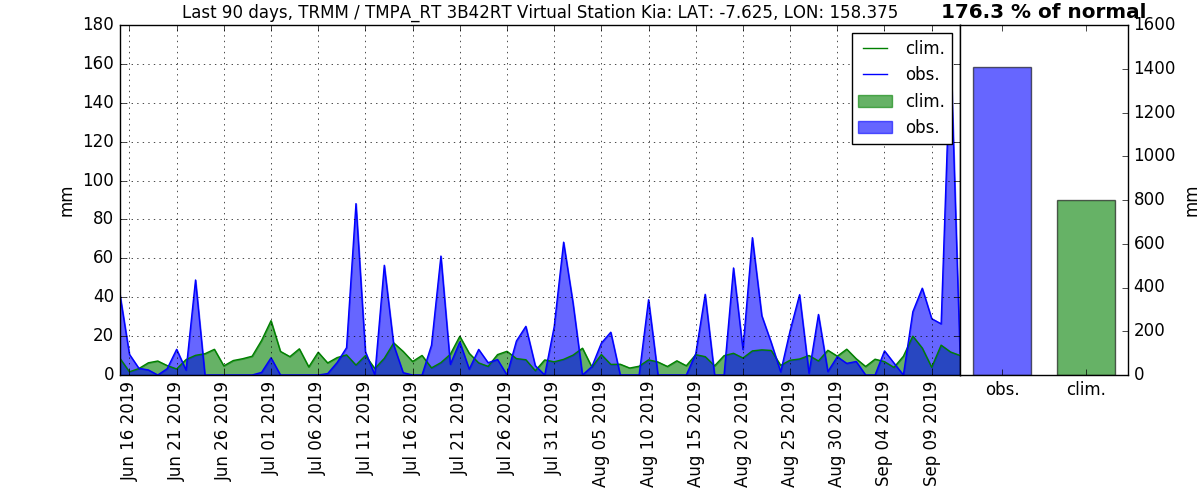 Last 90 days, TRMM / TMPA_RT 3B42RT Virtual Station Kia: LAT: -7.625, LON: 158.375
176.3 % of normal
180
160
140
120
100
80
60
40
20
0
mm
clim.
obs.
clim.
obs.
Jun 16 2019
Jun 21 2019
Jun 26 2019
Jul 01 2019
Jul 06 2019
Jul 11 2019
Jul 16 2019
Jul 21 2019
Jul 26 2019
Jul 31 2019
Aug 05 2019
Aug 10 2019
Aug 15 2019
Aug 20 2019
Aug 25 2019
Aug 30 2019
Sep 04 2019
Sep 09 2019
1600
1400
1200
1000
800
600
400
200
0
mm
obs.
clim.